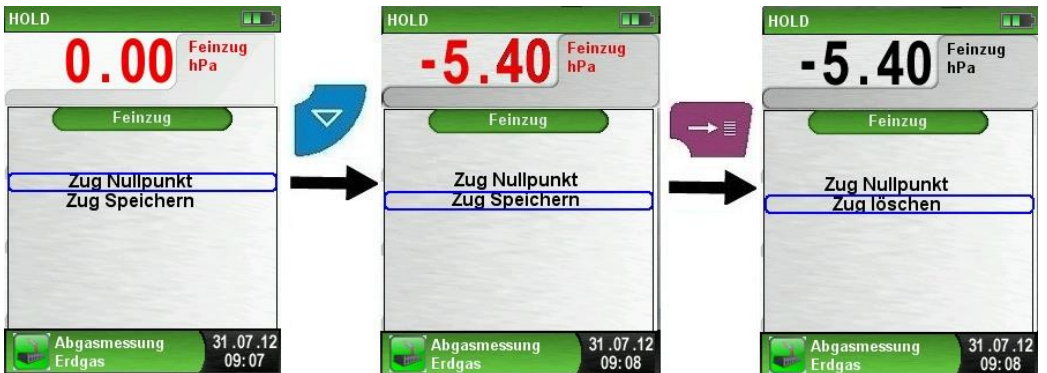 HOLD
0.00
Feinzug
hPa
Feinzug
Zug Nullpunkt
Zug Speichern
Abgasmessung
Erdgas
31.07.12
09:07
HOLD
-5.40
Feinzug
hPa
Feinzug
Zug Nullpunkt
Zug Speichern
Abgasmessung
Erdgas
31.07.12
09:08
HOLD
-5.40
Feinzug
hPa
Feinzug
Zug Nullpunkt
Zug löschen
Abgasmessung
Erdgas
31.07.12
09:08